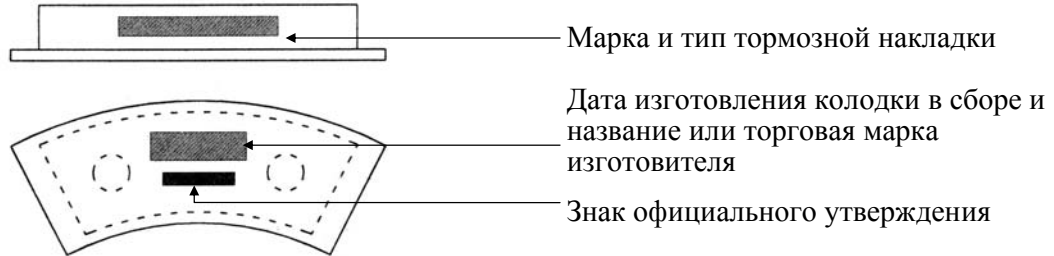 Марка и тип тормозной накладки
Дата изготовления колодки в сборе и
название или торговая марка
изготовителя
Знак официального утверждения